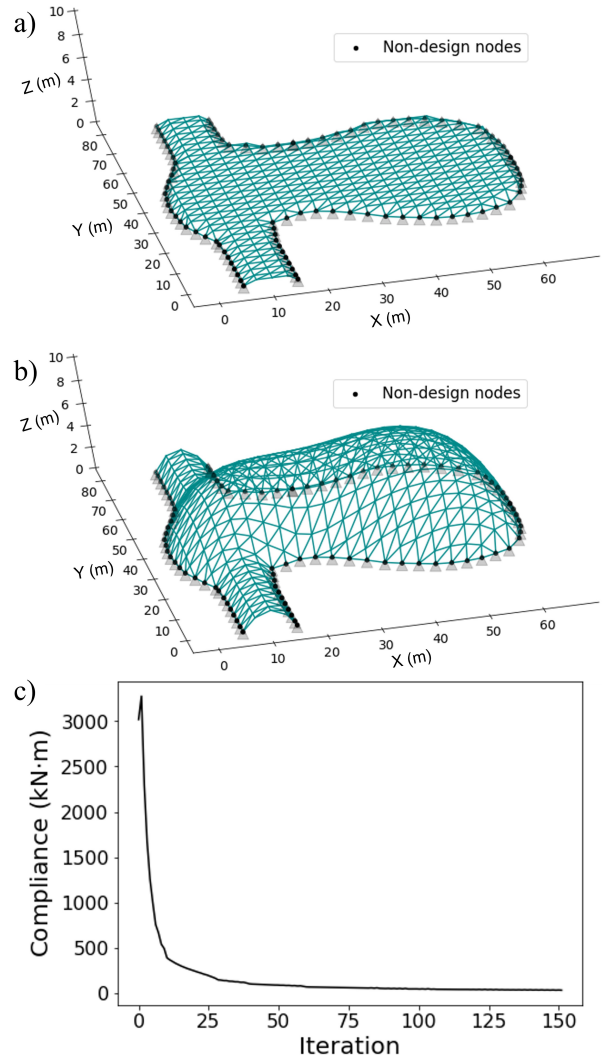 a)
10
8
6
Z (m) 4
2
0
Non-design nodes
80
70
60
50
Y (m) 40
30
20
10
0
0 10 20 30 40 50 60
X (m)
b)
10
8
6
Z (m) 4
2
0
Non-design nodes
80
70
60
50
Y (m) 40
30
20
10
0
0 10 20 30 40 50 60
X (m)
c)
Compliance (kN·m)
3000
2500
2000
1500
1000
500
0
0 25 50 75 100 125 150
Iteration